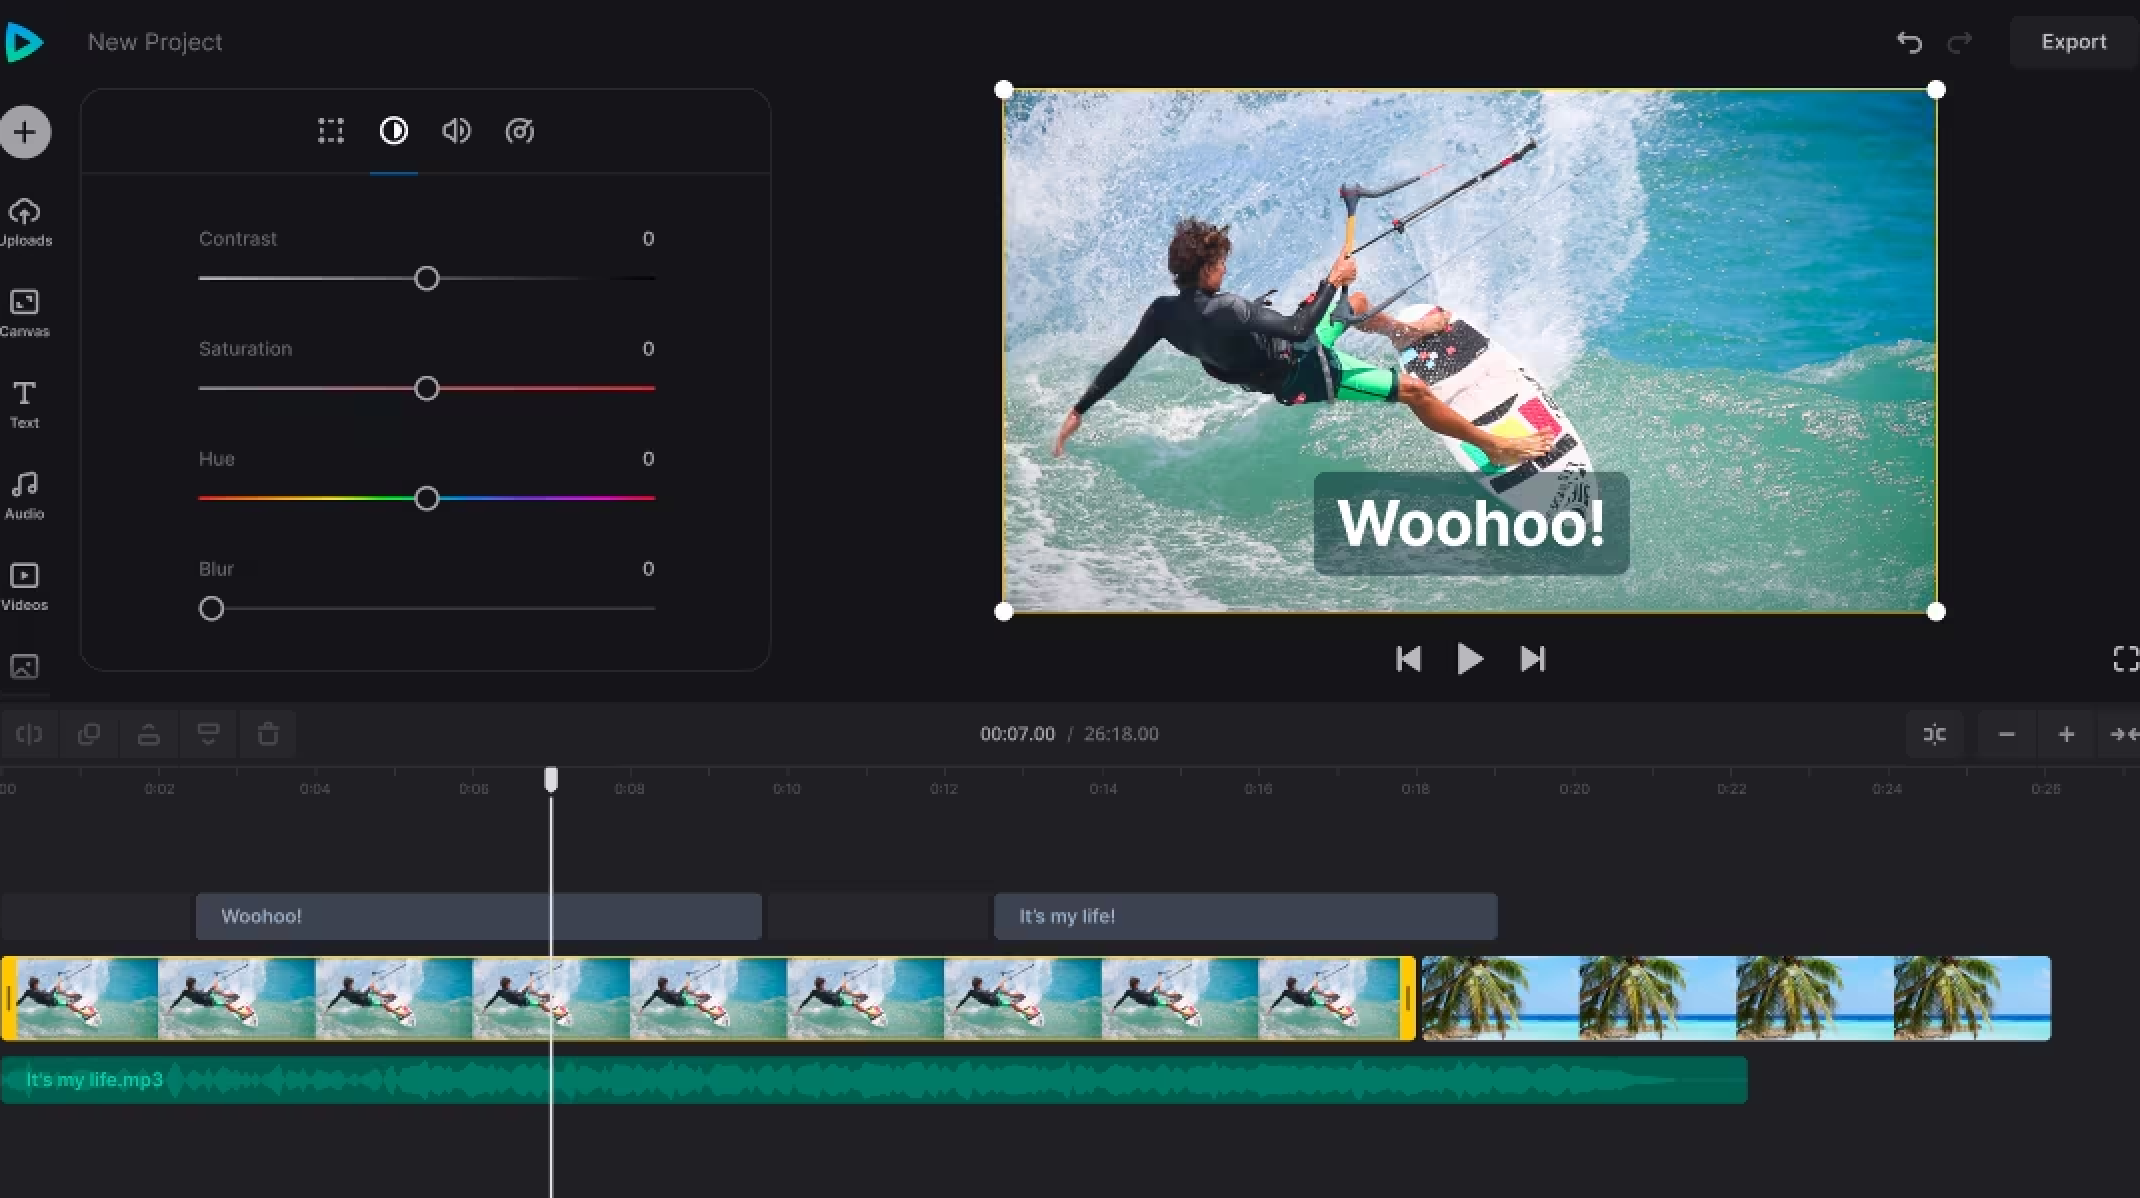 New Project
Export
Uploads
Canvas
Text
Audio
Videos
Contrast 0
Saturation 0
Hue 0
Blur 0
Woohoo!
00:07.00 / 26:18.00
:00 0:02 0:04 0:06 0:08 0:10 0:12 0:14 0:16 0:18 0:20 0:22 0:24 0:26
Woohoo! It's my life!
It's my life.mp3